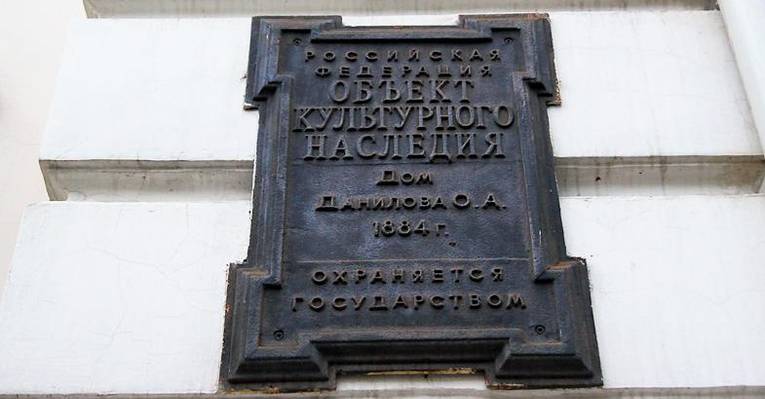 РОССИЙСКАЯ
ФЕДЕРАЦИЯ
ОБЪЕКТ
КУЛЬТУРНОГО
НАСЛЕДИЯ
Дом
Данилова О.А.
1884 г.
ОХРАНЯЕТСЯ
ГОСУДАРСТВОМ